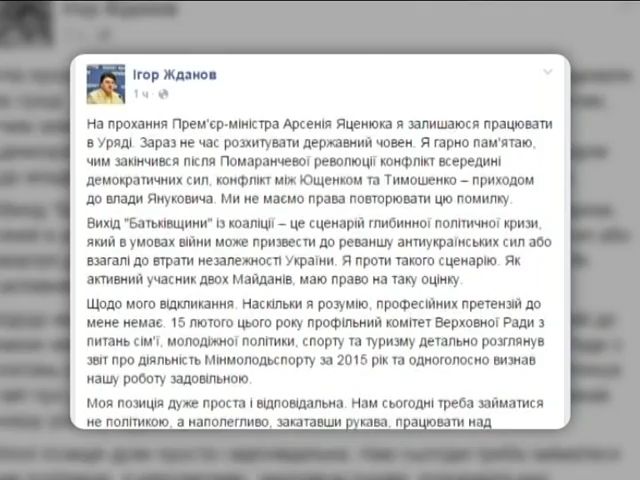 Ігор Жданов
1 ч ·
На прохання Прем'єр-міністра Арсенія Яценюка я залишаюся працювати
в Уряді. Зараз не час розхитувати державний човен. Я гарно пам'ятаю,
чим закінчився після Помаранчевої революції конфлікт всередині
демократичних сил, конфлікт між Ющенком та Тимошенко – приходом
до влади Януковича. Ми не маємо права повторювати цю помилку.
Вихід "Батьківщини" із коаліції – це сценарій глибинної політичної кризи,
який в умовах війни може призвести до реваншу антиукраїнських сил або
взагалі до втрати незалежності України. Я проти такого сценарію. Як
активний учасник двох Майданів, маю право на таку оцінку.
Щодо мого відкликання. Наскільки я розумію, професійних претензій до
мене немає. 15 лютого цього року профільний комітет Верховної Ради з
питань сім'ї, молодіжної політики, спорту та туризму детально розглянув
звіт про діяльність Мінмолодьспорту за 2015 рік та одноголосно визнав
нашу роботу задовільною.
Моя позиція дуже проста і відповідальна. Нам сьогодні треба займатися
не політикою, а наполегливо, закатавши рукава, працювати над